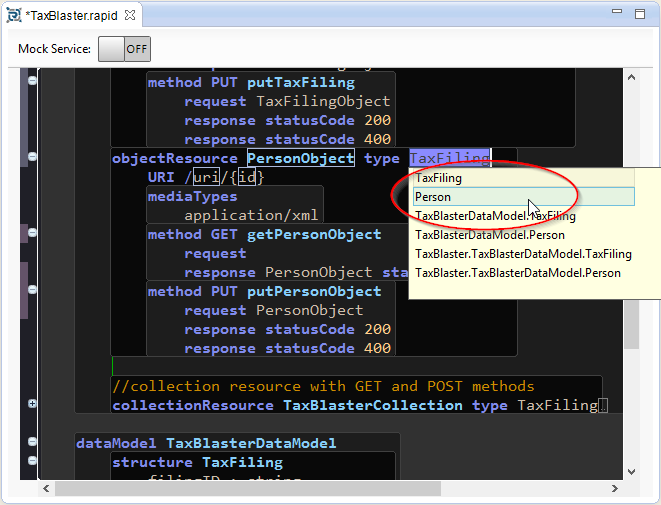 *TaxBlaster.rapid
Mock Service: OFF
method PUT putTaxFiling
request TaxFilingObject
response statusCode 200
response statusCode 400
objectResource PersonObject type TaxFiling
URI /uri/{id}
mediaTypes
application/xml
method GET getPersonObject
request
response PersonObject sta
method PUT putPersonObject
request PersonObject
response statusCode 200
response statusCode 400
TaxFiling
Person
TaxBlasterDataModel.TaxFiling
TaxBlasterDataModel.Person
TaxBlaster.TaxBlasterDataModel.TaxFiling
TaxBlaster.TaxBlasterDataModel.Person
//collection resource with GET and POST methods
collectionResource TaxBlasterCollection type TaxFiling
dataModel TaxBlasterDataModel
structure TaxFiling
filingID : string